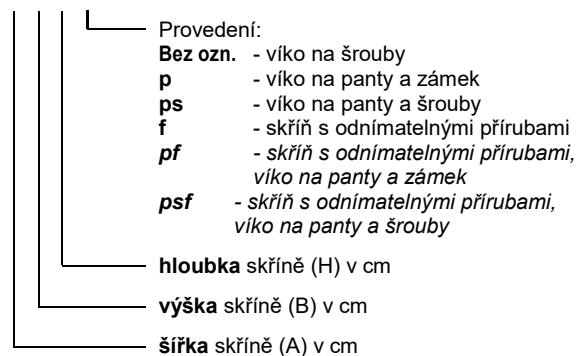 Provedení:
Bez ozn. - víko na šrouby
p - víko na panty a zámek
ps - víko na panty a šrouby
f - skříň s odnímatelnými přírubami
pf - skříň s odnímatelnými přírubami,
víko na panty a zámek
psf - skříň s odnímatelnými přírubami,
víko na panty a šrouby
hloubka skříně (H) v cm
výška skříně (B) v cm
šířka skříně (A) v cm